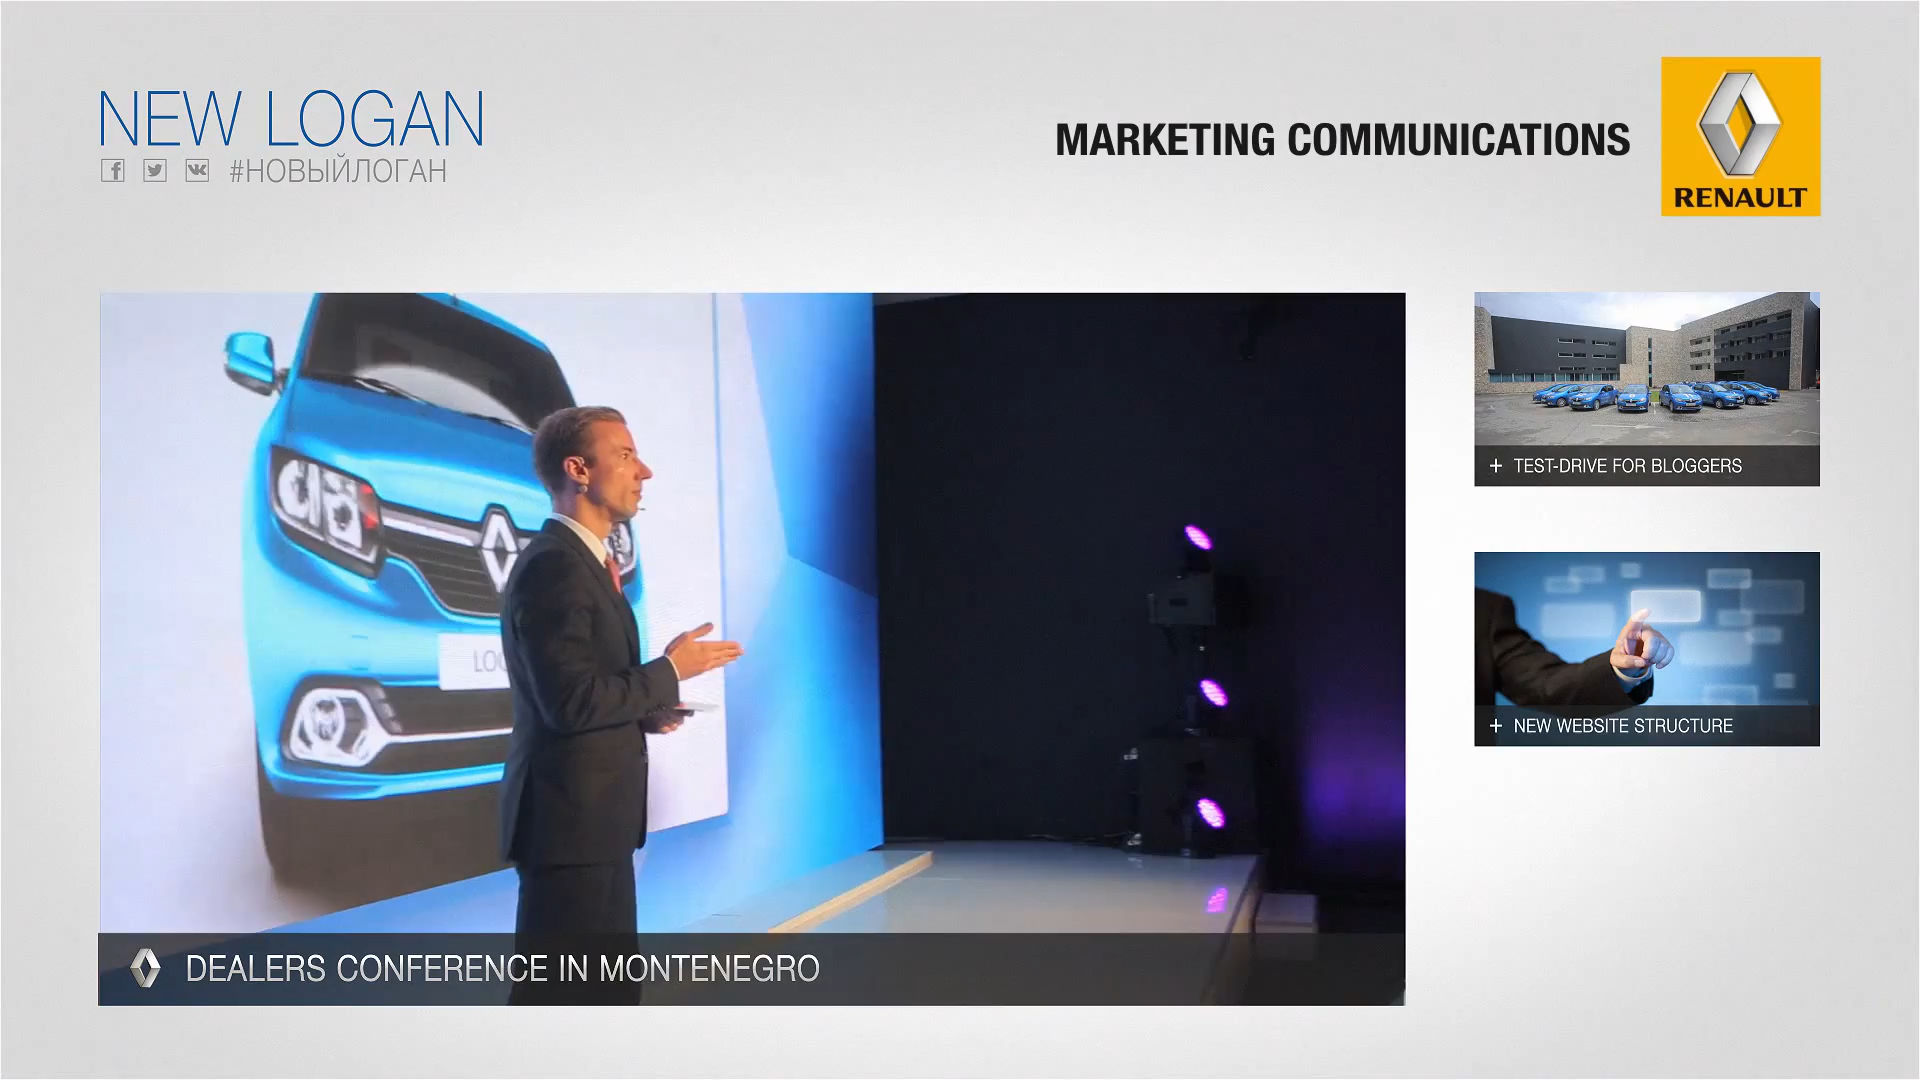 NEW LOGAN
#НОВЫЙЛОГАН
MARKETING COMMUNICATIONS
RENAULT
DEALERS CONFERENCE IN MONTENEGRO
+ TEST-DRIVE FOR BLOGGERS
+ NEW WEBSITE STRUCTURE